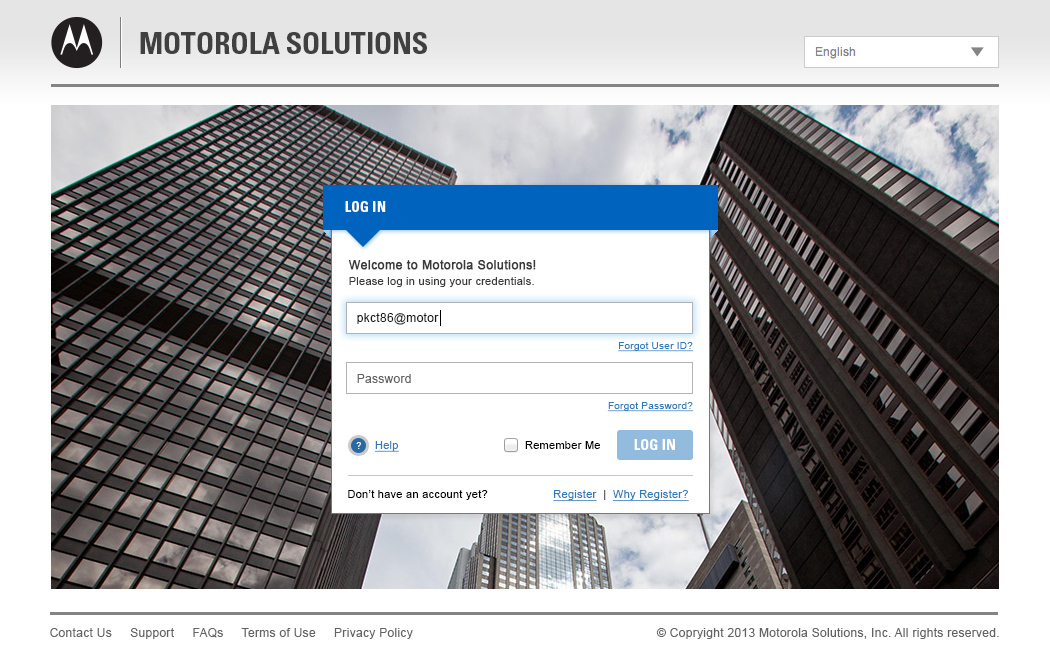 MOTOROLA SOLUTIONS
English
LOG IN
Welcome to Motorola Solutions!
Please log in using your credentials.
pkct86@motor
Forgot User ID?
Password
Forgot Password?
? Help
Remember Me
LOG IN
Don't have an account yet?
Register | Why Register?
Contact Us Support FAQs Terms of Use Privacy Policy
© Copryight 2013 Motorola Solutions, Inc. All rights reserved.